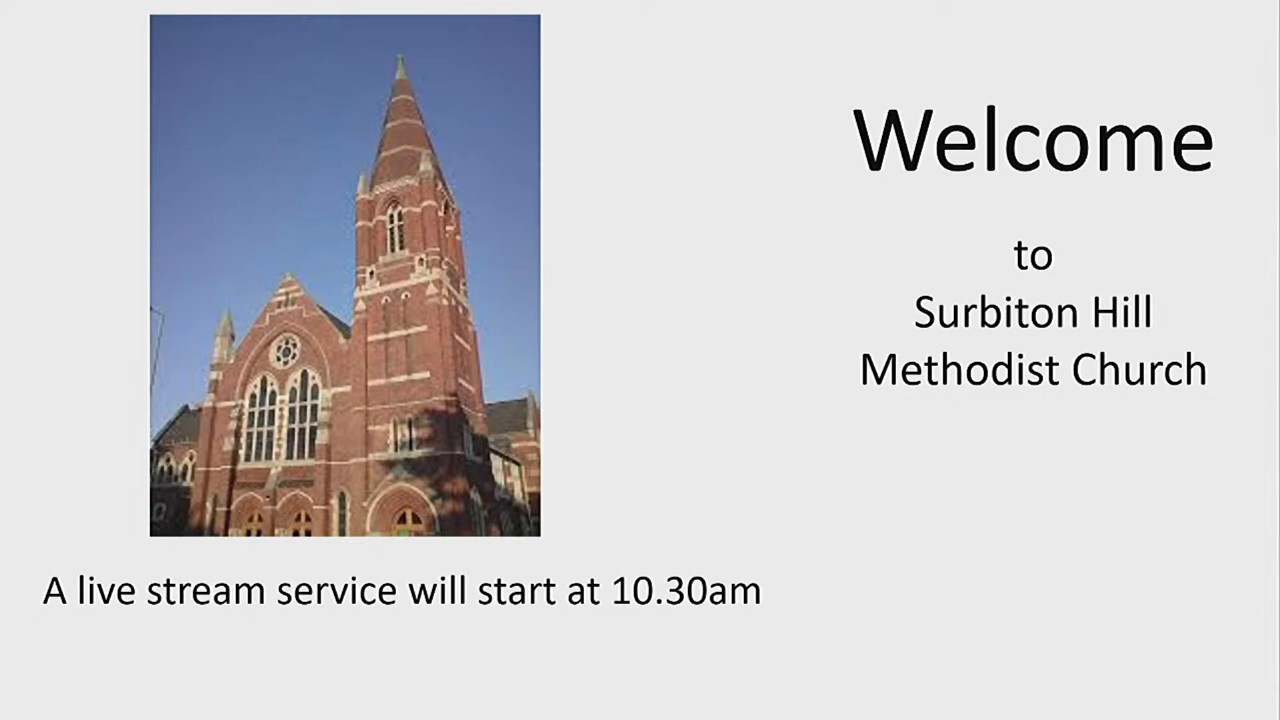 Welcome
to
Surbiton Hill
Methodist Church
A live stream service will start at 10.30am